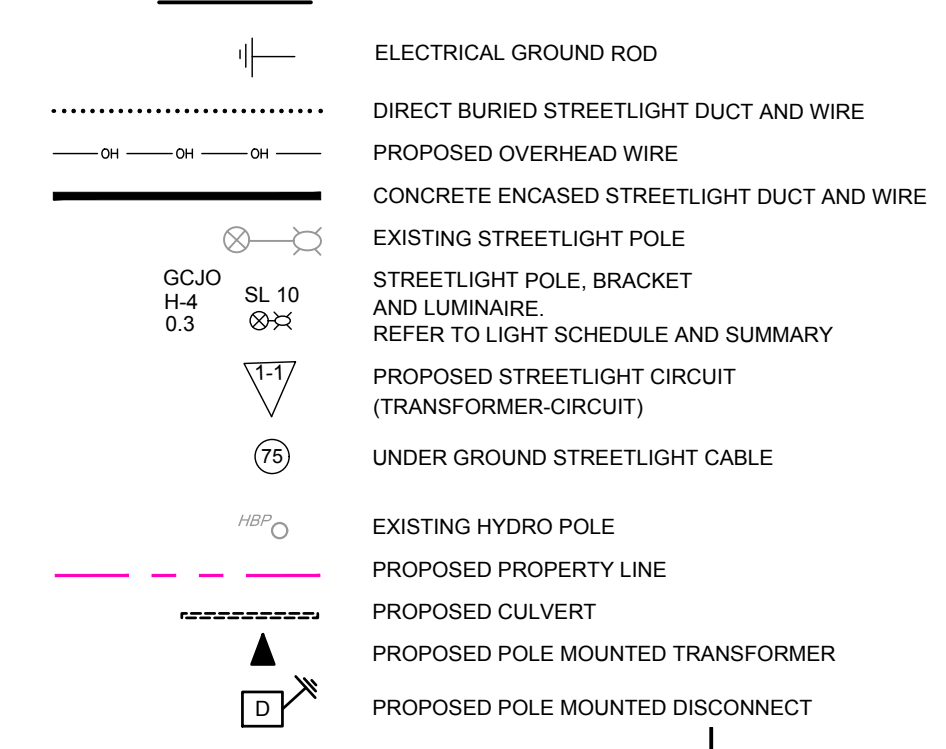 ELECTRICAL GROUND ROD
DIRECT BURIED STREETLIGHT DUCT AND WIRE
OH OH OH PROPOSED OVERHEAD WIRE
CONCRETE ENCASED STREETLIGHT DUCT AND WIRE
EXISTING STREETLIGHT POLE
GCJO
H-4
0.3
SL 10
STREETLIGHT POLE, BRACKET
AND LUMINAIRE.
REFER TO LIGHT SCHEDULE AND SUMMARY
1-1
PROPOSED STREETLIGHT CIRCUIT
(TRANSFORMER-CIRCUIT)
75 UNDER GROUND STREETLIGHT CABLE
HBP EXISTING HYDRO POLE
PROPOSED PROPERTY LINE
PROPOSED CULVERT
PROPOSED POLE MOUNTED TRANSFORMER
D PROPOSED POLE MOUNTED DISCONNECT